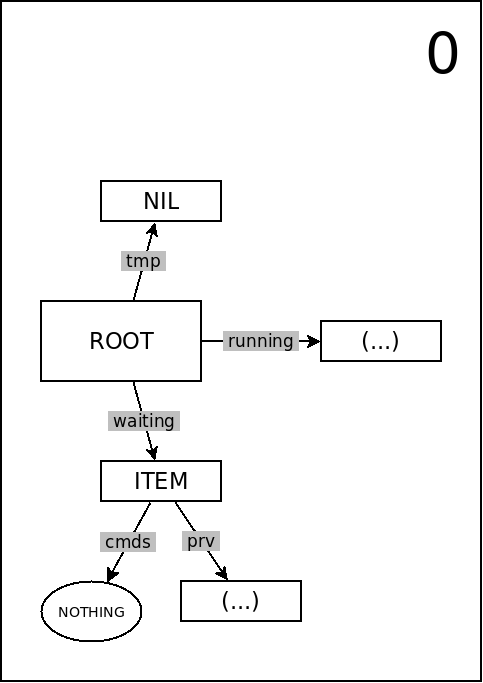 0
NIL
tmp
ROOT
running
(...)
waiting
ITEM
cmds
prv
NOTHING
(...)